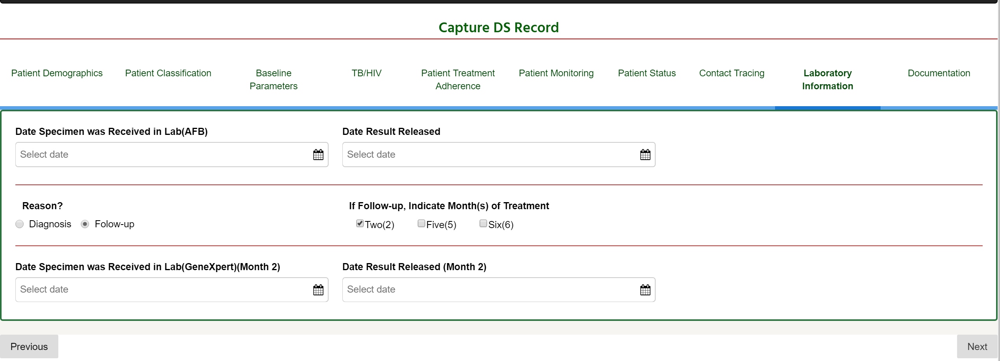 Capture DS Record
Patient Demographics
Patient Classification
Baseline
Parameters
TB/HIV
Patient Treatment
Adherence
Patient Monitoring
Patient Status
Contact Tracing
Laboratory
Information
Documentation
Date Specimen was Received in Lab(AFB)
Date Result Released
Select date
Select date
Reason?
If Follow-up, Indicate Month(s) of Treatment
Diagnosis
Folow-up
Two(2)
Five(5)
Six(6)
Date Specimen was Received in Lab(GeneXpert)(Month 2)
Date Result Released (Month 2)
Select date
Select date
Previous
Next